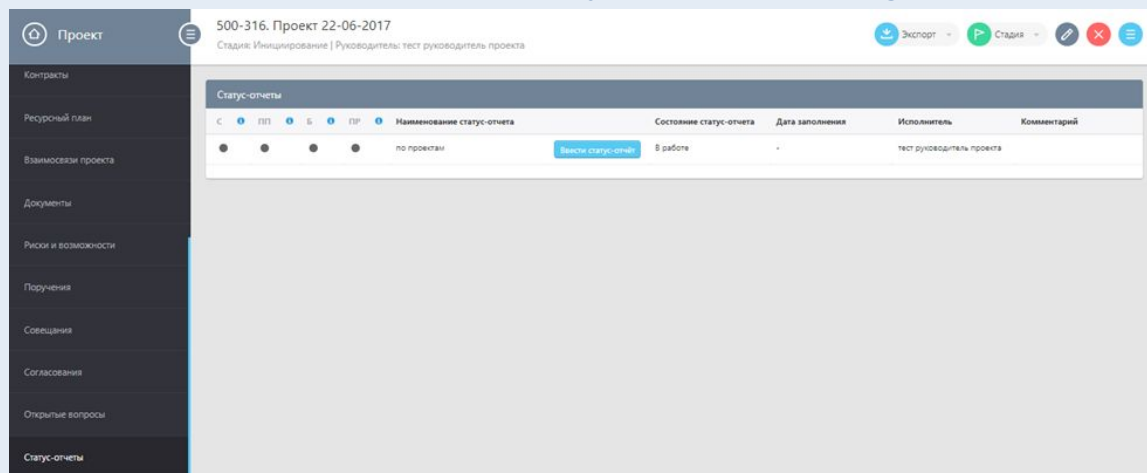 Проект
500-316. Проект 22-06-2017
Стадия: Инициирование | Руководитель: тест руководитель проекта
Экспорт
Стадия
Контракты
Ресурсный план
Взаимосвязи проекта
Документы
Риски и возможности
Поручения
Совещания
Согласования
Открытые вопросы
Статус-отчеты
Статус-отчеты
С ПП Б ПР Наименование статус-отчета Состояние статус-отчета Дата заполнения Исполнитель Комментарий
по проектам Ввести статус-отчёт В работе - тест руководитель проекта